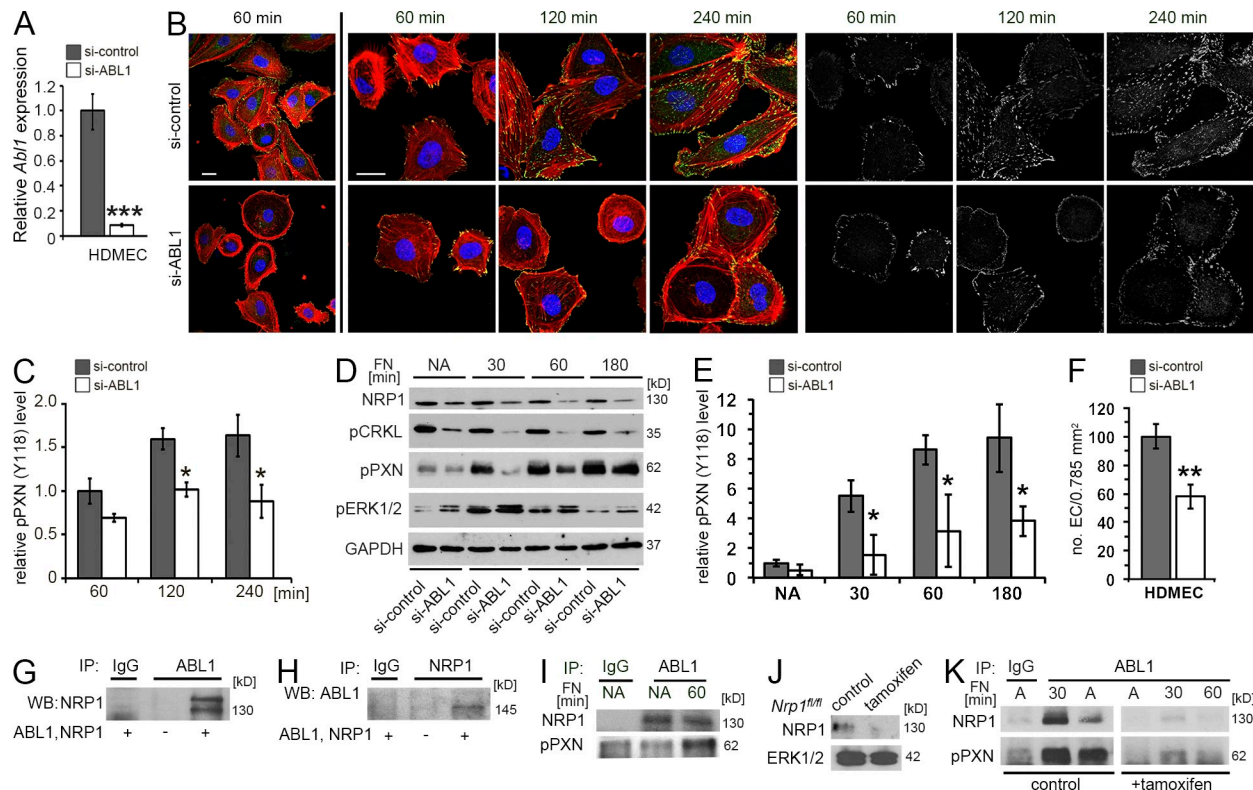 A
si-control
si-ABL1
Relative Abl1 expression
1.2
1.0
0.8
0.6
0.4
0.2
0
***
HDMEC
B
60 min
60 min
120 min
240 min
60 min
120 min
240 min
si-control
si-ABL1
C
si-control
si-ABL1
relative pPXN (Y118) level
2.0
1.5
1.0
0.5
0
*
*
60
120
240
[min]
D
FN
[min]
NA
30
60
180
[kD]
NRP1
130
pCRKL
35
pPXN
62
pERK1/2
42
GAPDH
37
si-control
si-ABL1
si-control
si-ABL1
si-control
si-ABL1
si-control
si-ABL1
E
si-control
si-ABL1
relative pPXN (Y118) level
12
10
8
6
4
2
0
*
*
*
NA
30
60
180
F
si-control
si-ABL1
no. EC/0.785 mm²
120
100
80
60
40
20
0
**
HDMEC
G
IP: IgG ABL1
[kD]
WB:NRP1
130
ABL1,NRP1 + - +
H
IP: IgG NRP1
[kD]
WB: ABL1
145
ABL1, NRP1 + - +
I
IP: IgG ABL1
FN
[min]
NA NA 60
[kD]
NRP1
130
pPXN
62
J
Nrp1fl/fl
control
tamoxifen
[kD]
NRP1
130
ERK1/2
42
K
IP: IgG ABL1
FN
[min]
A 30 A A 30 60
[kD]
NRP1
130
pPXN
62
control
+tamoxifen